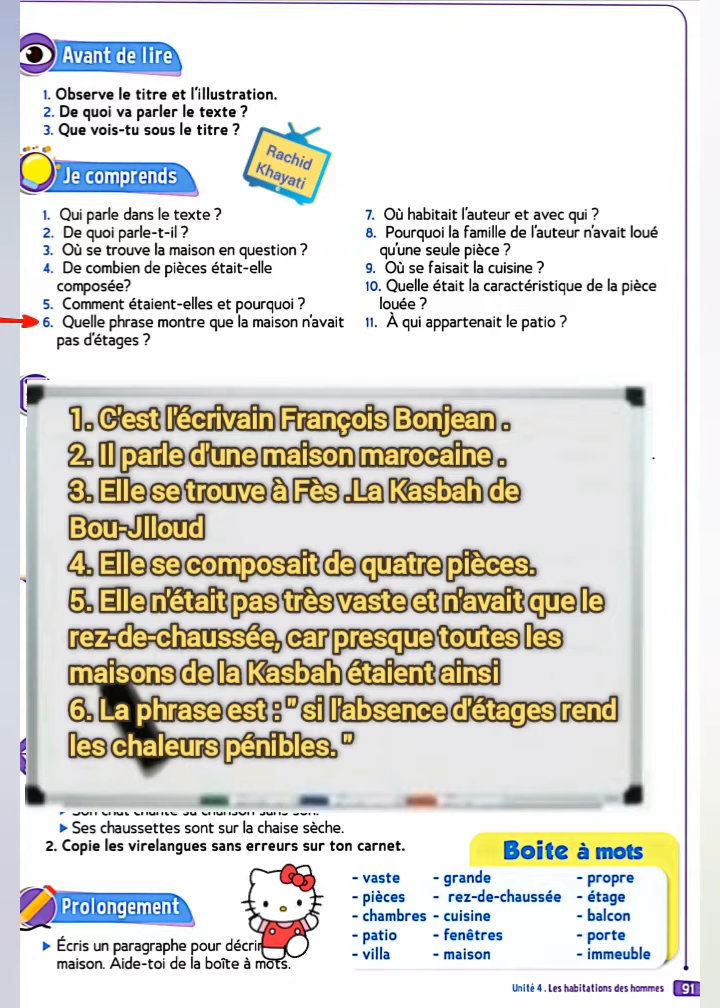 Avant de lire
1. Observe le titre et l'illustration.
2. De quoi va parler le texte ?
3. Que vois-tu sous le titre ?
Rachid
Khayati
Je comprends
1. Qui parle dans le texte ?
2. De quoi parle-t-il ?
3. Où se trouve la maison en question ?
4. De combien de pièces était-elle
composée?
5. Comment étaient-elles et pourquoi ?
6. Quelle phrase montre que la maison n'avait
pas d'étages ?
7. Où habitait l'auteur et avec qui ?
8. Pourquoi la famille de l'auteur n'avait loué
qu'une seule pièce ?
9. Où se faisait la cuisine ?
10. Quelle était la caractéristique de la pièce
louée ?
11. À qui appartenait le patio ?
1. C'est l'écrivain François Bonjean .
2. Il parle d'une maison marocaine .
3. Elle se trouve à Fès .La Kasbah de
Bou-Jlloud
4. Elle se composait de quatre pièces.
5. Elle n'était pas très vaste et n'avait que le
rez-de-chaussée, car presque toutes les
maisons de la Kasbah étaient ainsi
6. La phrase est : " si l'absence d'étages rend
les chaleurs pénibles. "
Ses chaussettes sont sur la chaise sèche.
2. Copie les virelangues sans erreurs sur ton carnet.
Prolongement
Écris un paragraphe pour
maison. Aide-toi de la boîte à mots.
Boite à mots
- vaste - grande - propre
- pièces - rez-de-chaussée - étage
- chambres - cuisine - balcon
- patio - fenêtres - porte
- villa - maison - immeuble
Unité 4 . Les habitations des hommes 91